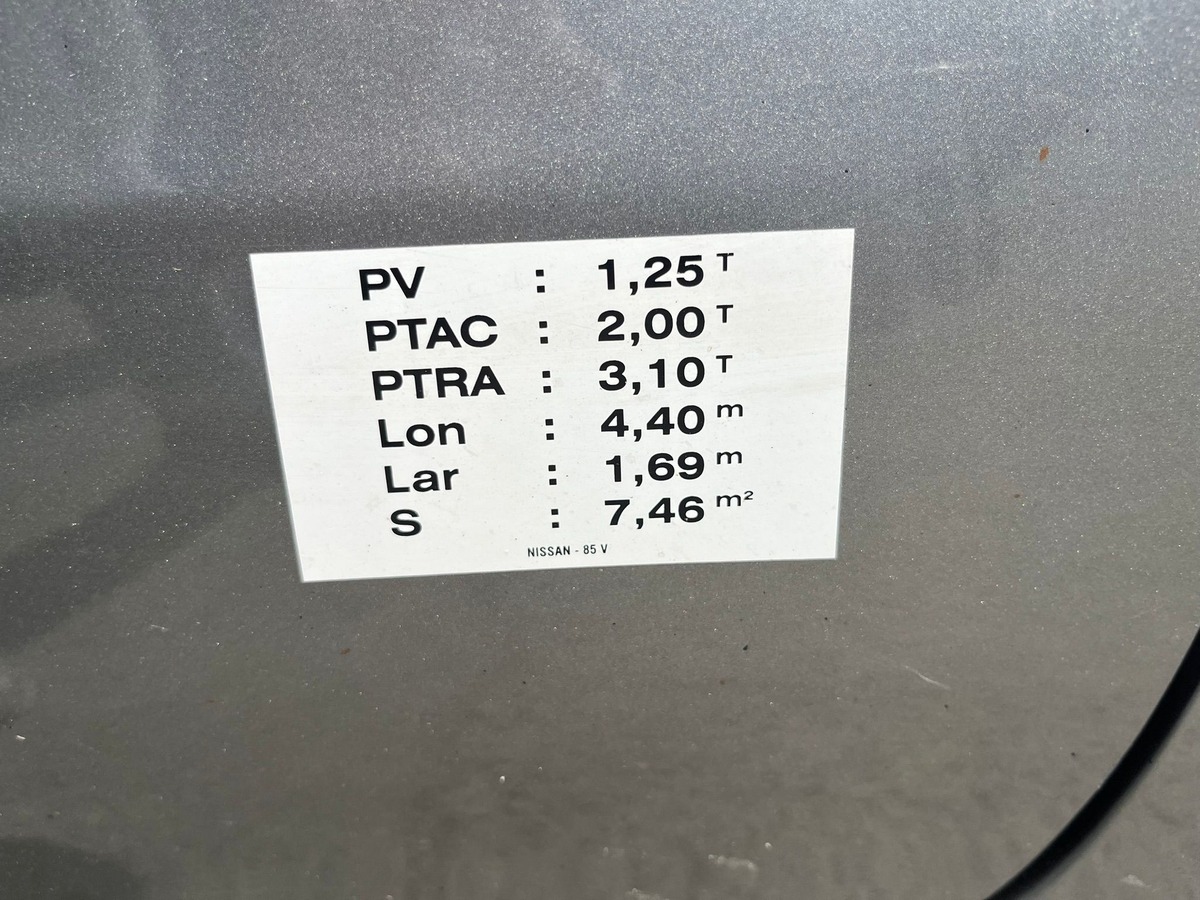 PV : 1,25 T
PTAC : 2,00 T
PTRA : 3,10 T
Lon : 4,40 m
Lar : 1,69 m
S : 7,46 m²
NISSAN - 85 V